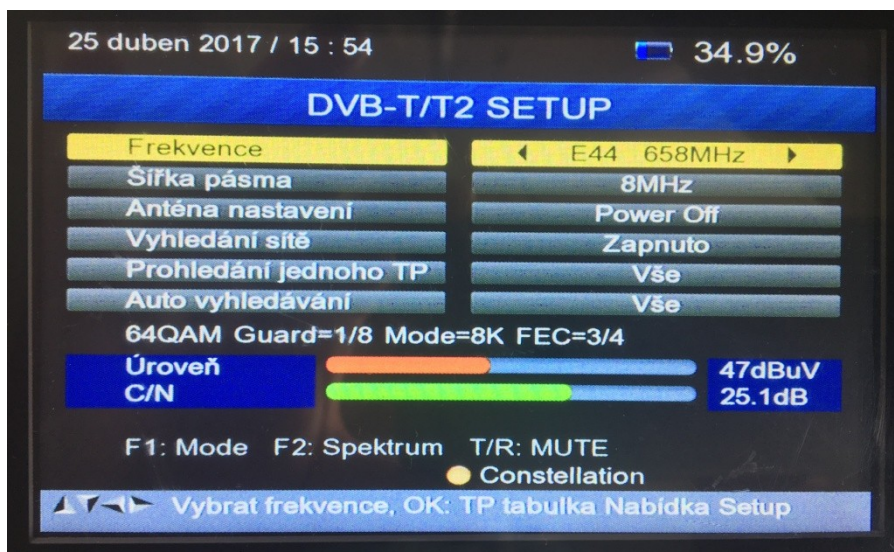 25 duben 2017 / 15 : 54 34.9%
DVB-T/T2 SETUP
Frekvence E44 658MHz
Šířka pásma 8MHz
Anténa nastavení Power Off
Vyhledání sítě Zapnuto
Prohledání jednoho TP Vše
Auto vyhledávání Vše
64QAM Guard=1/8 Mode=8K FEC=3/4
Úroveň 47dBuV
C/N 25.1dB
F1: Mode F2: Spektrum T/R: MUTE
Constellation
Vybrat frekvence, OK: TP tabulka Nabídka Setup